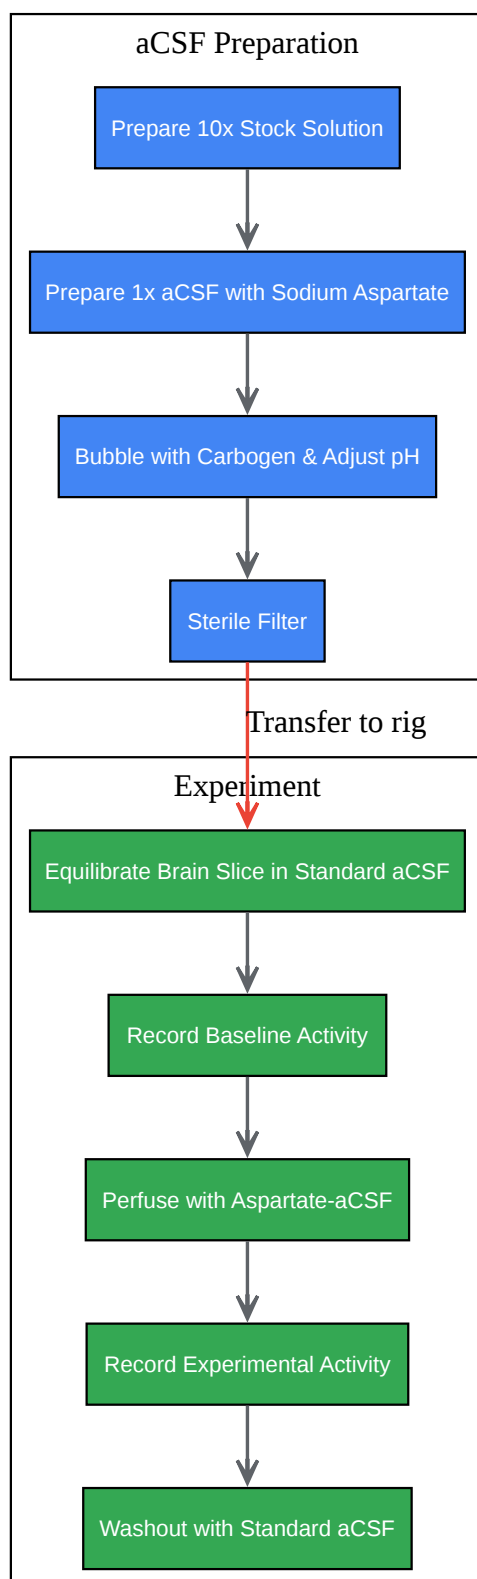 aCSF Preparation
Prepare 10x Stock Solution
Prepare 1x aCSF with Sodium Aspartate
Bubble with Carbogen & Adjust pH
Sterile Filter
Transfer to rig
Experiment
Equilibrate Brain Slice in Standard aCSF
Record Baseline Activity
Perfuse with Aspartate-aCSF
Record Experimental Activity
Washout with Standard aCSF